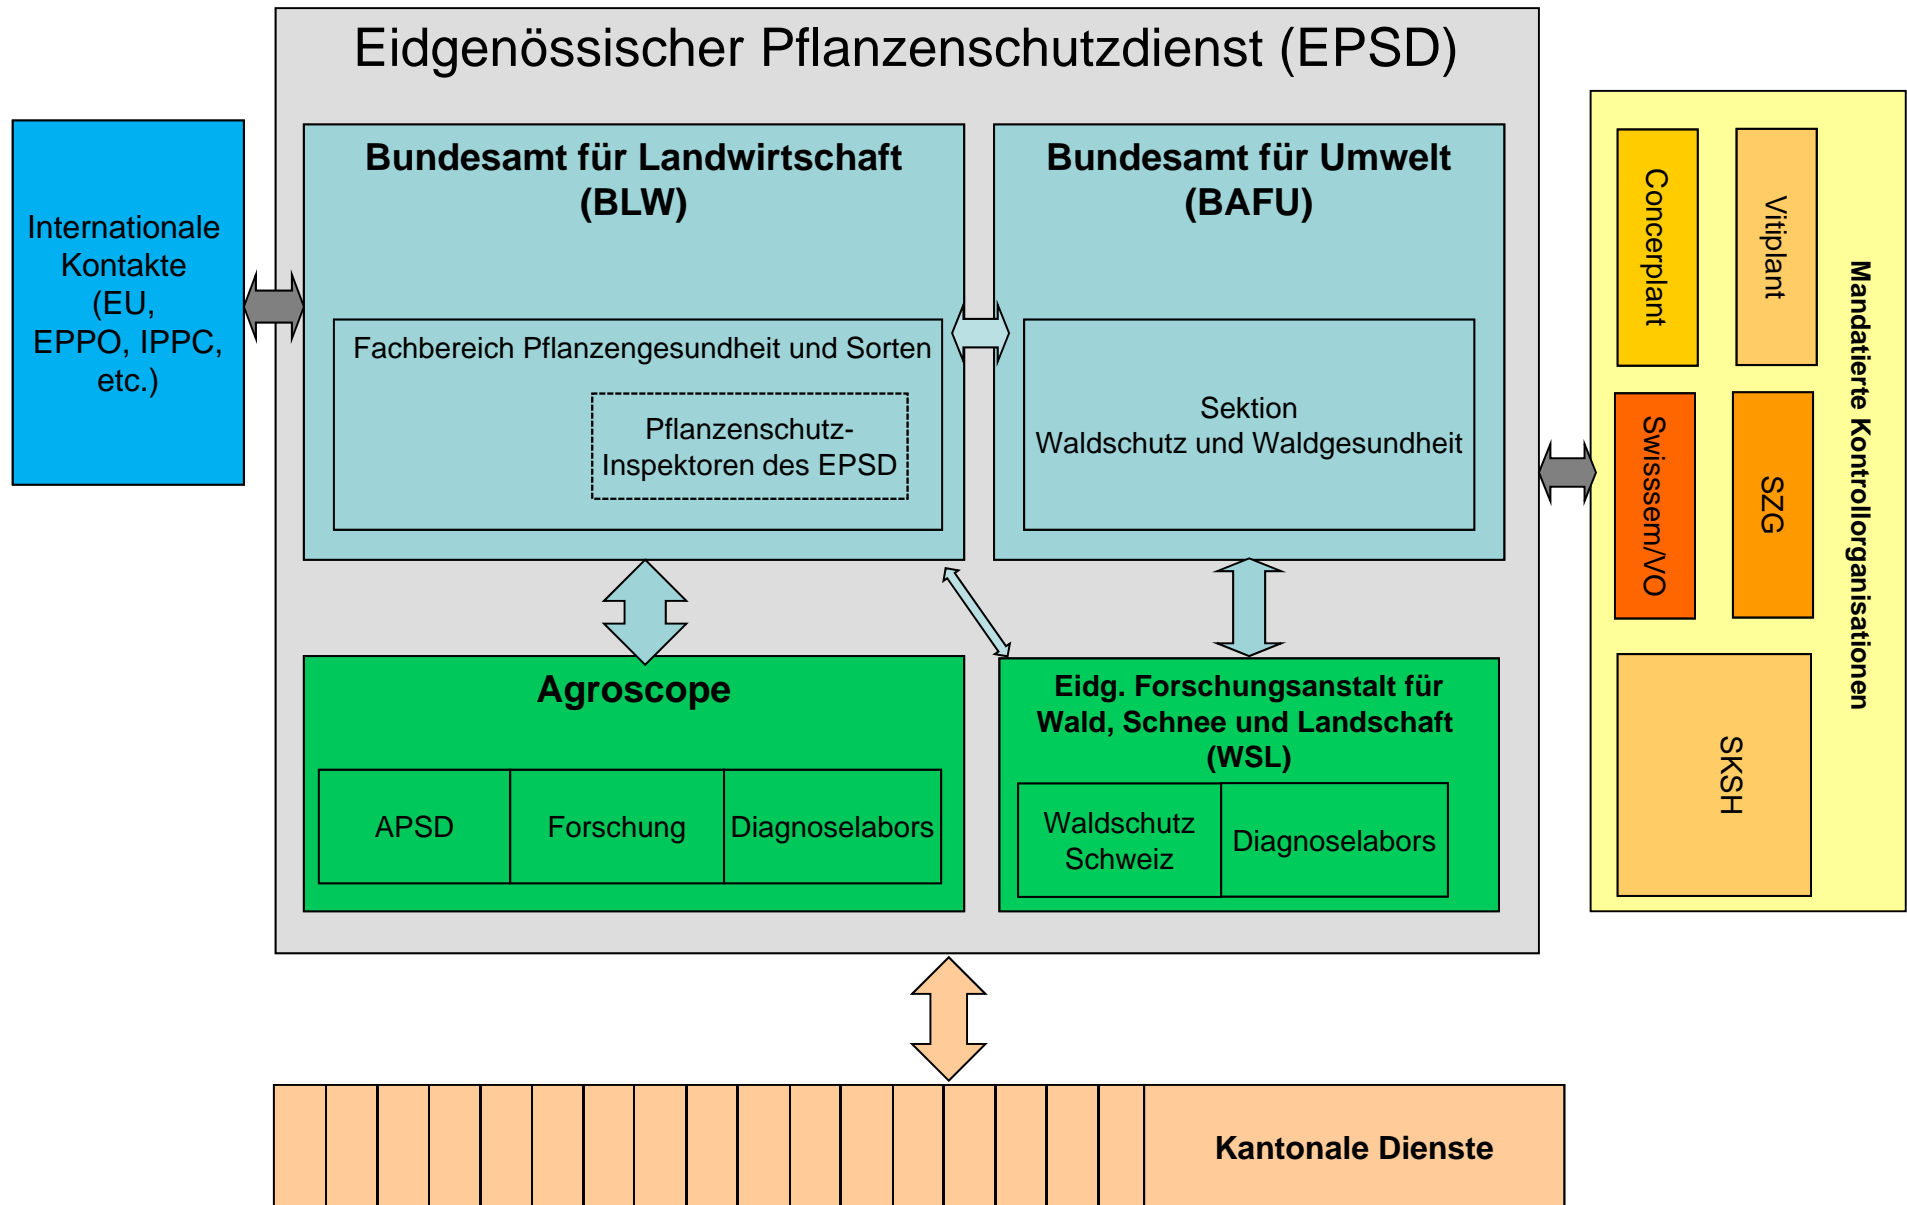 Eidgenössischer Pflanzenschutzdienst (EPSD)
Internationale
Kontakte
(EU,
EPPO, IPPC,
etc.)
Bundesamt für Landwirtschaft
(BLW)
Fachbereich Pflanzengesundheit und Sorten
Pflanzenschutz-
Inspektoren des EPSD
Bundesamt für Umwelt
(BAFU)
Sektion
Waldschutz und Waldgesundheit
Agroscope
APSD
Forschung
Diagnoselabors
Eidg. Forschungsanstalt für
Wald, Schnee und Landschaft
(WSL)
Waldschutz
Schweiz
Diagnoselabors
Concerplant
Vitiplant
Swisssem/VO
SZG
SKSH
Mandatierte Kontrollorganisationen
Kantonale Dienste